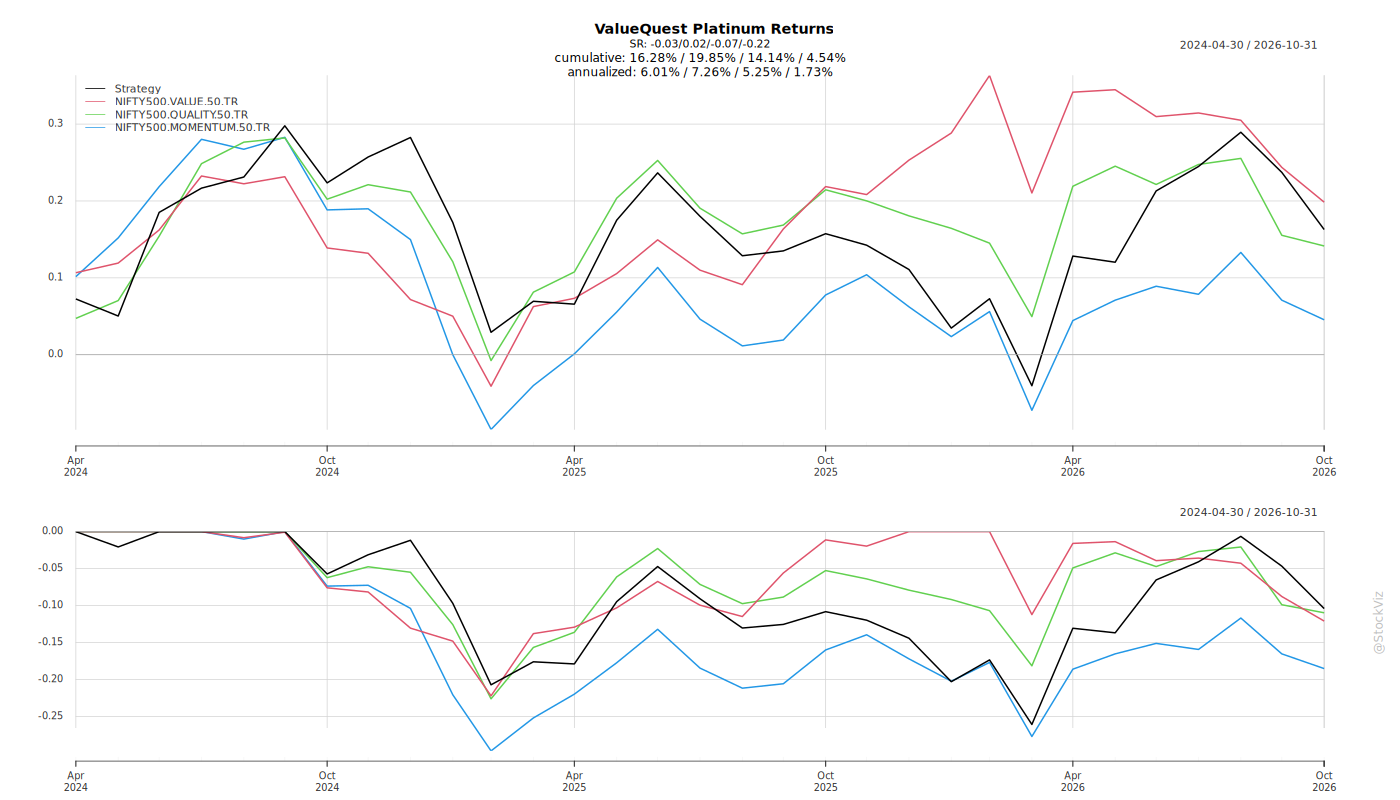 ValueQuest Platinum Returns
SR: -0.03/0.02/-0.07/-0.22
cumulative: 16.28% / 19.85% / 14.14% / 4.54%
annualized: 6.01% / 7.26% / 5.25% / 1.73%
2024-04-30 / 2026-10-31
Strategy
NIFTY500.VALUE.50.TR
NIFTY500.QUALITY.50.TR
NIFTY500.MOMENTUM.50.TR
0.3
0.2
0.1
0.0
Apr Oct Apr Oct Apr Oct
2024 2024 2025 2025 2026 2026
2024-04-30 / 2026-10-31
0.00
-0.05
-0.10
-0.15
-0.20
-0.25
Apr Oct Apr Oct Apr Oct
2024 2024 2025 2025 2026 2026
@StockViz